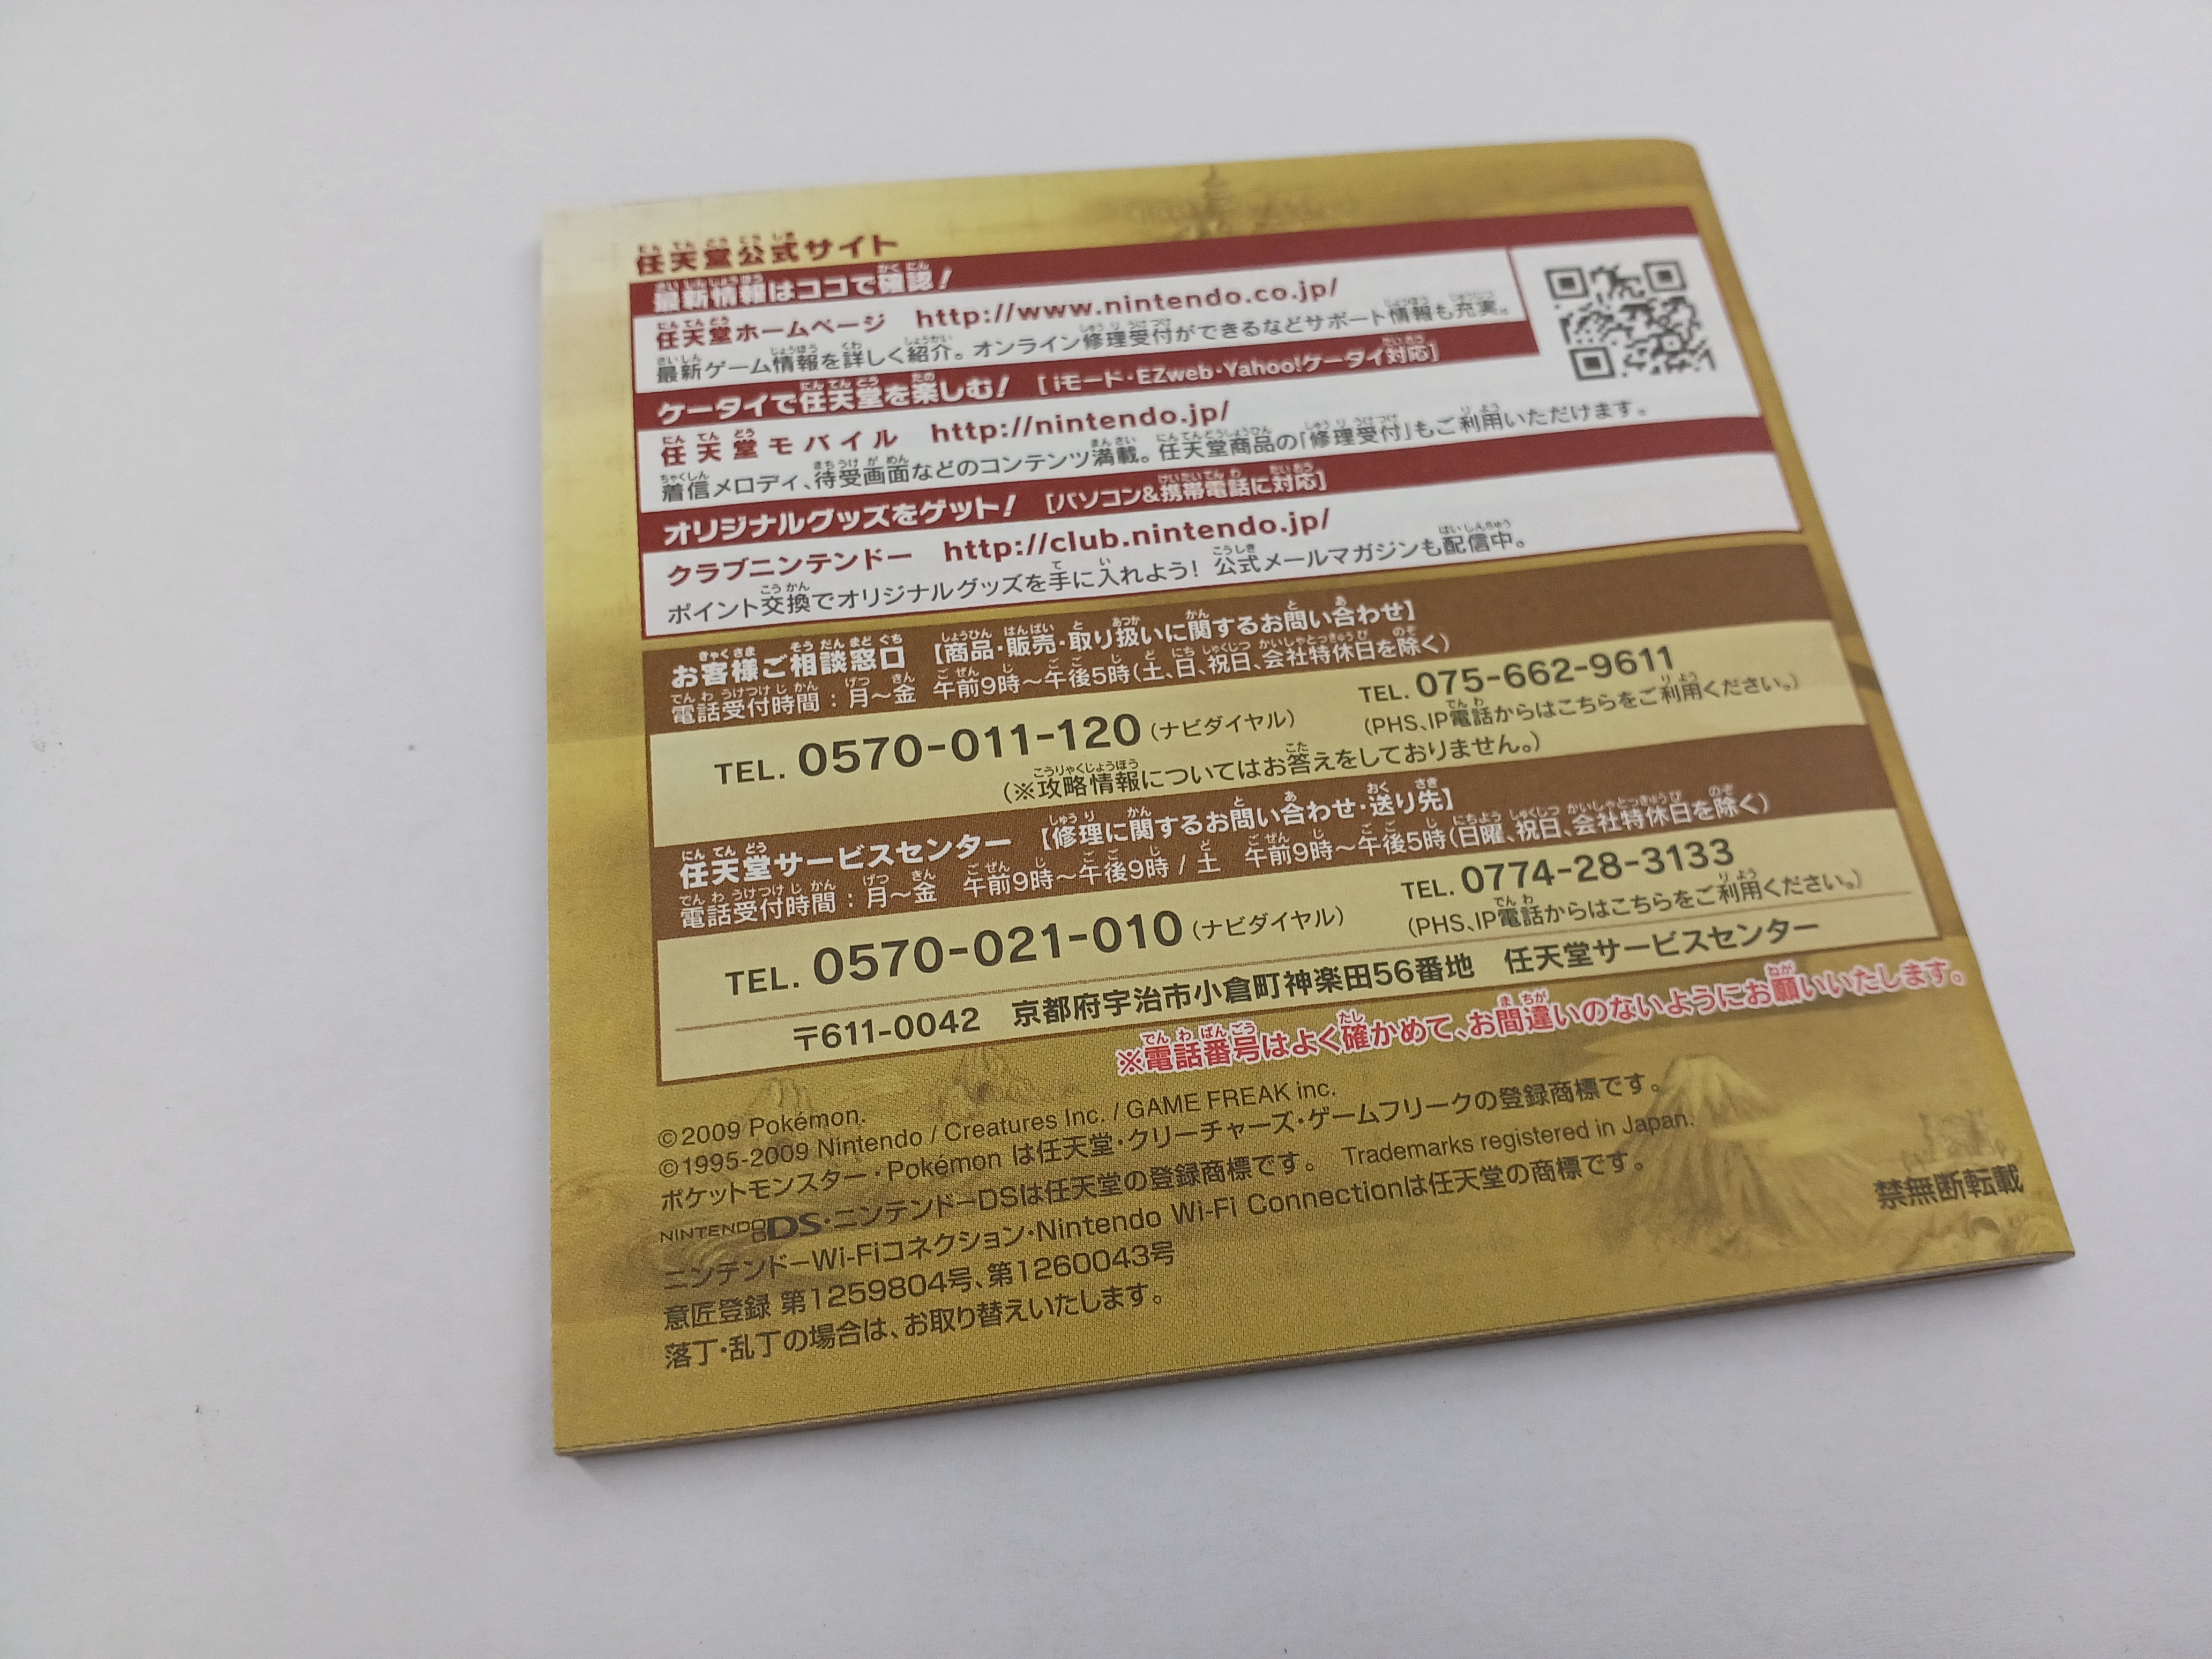 任天堂公式サイト
最新情報はココで確認!
任天堂ホームページ http://www.nintendo.co.jp/
最新ゲーム情報を詳しく紹介。オンライン修理受付ができるなどサポート情報も充実。
ケータイで任天堂を楽しむ! [iモード・EZweb・Yahoo!ケータイ対応]
任天堂モバイル http://nintendo.jp/
着信メロディ、待受画面などのコンテンツ満載。任天堂商品の「修理受付」もご利用いただけます。
オリジナルグッズをゲット! [パソコン&携帯電話に対応]
クラブニンテンドー http://club.nintendo.jp/
ポイント交換でオリジナルグッズを手に入れよう! 公式メールマガジンも配信中。
お客様ご相談窓口 【商品・販売・取り扱いに関するお問い合わせ】
電話受付時間:月~金 午前9時~午後5時(土、日、祝日、会社特休日を除く)
TEL. 0570-011-120(ナビダイヤル) TEL. 075-662-9611
(PHS、IP電話からはこちらをご利用ください。)
(※攻略情報についてはお答えをしておりません。)
任天堂サービスセンター 【修理に関するお問い合わせ・送り先】
電話受付時間:月~金 午前9時~午後9時 / 土 午前9時~午後5時(日曜、祝日、会社特休日を除く)
TEL. 0570-021-010(ナビダイヤル) TEL. 0774-28-3133
(PHS、IP電話からはこちらをご利用ください。)
〒611-0042 京都府宇治市小倉町神楽田56番地 任天堂サービスセンター
※電話番号はよく確かめて、お間違いのないようにお願いいたします。
©2009 Pokémon.
©1995-2009 Nintendo / Creatures Inc. / GAME FREAK inc.
ポケットモンスター・Pokémon は任天堂・クリーチャーズ・ゲームフリークの登録商標です。
NINTENDO DS・ニンテンドーDSは任天堂の登録商標です。 Trademarks registered in Japan.
ニンテンドーWi-Fiコネクション・Nintendo Wi-Fi Connectionは任天堂の商標です。
意匠登録 第1259804号、第1260043号
落丁・乱丁の場合は、お取り替えいたします。
禁無断転載